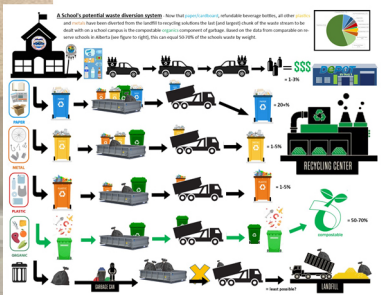 A school's potential waste diversion system - Now that paper/cardboard, refundable beverage bottles, all other plastics
and metals have been diverted from the landfill to recycling solutions the last (and largest) chunk of the waste stream to be
dealt with on a school campus is the compostable organics component of garbage. Based on the data from comparable on re-
serve schools in Alberta (see figure to right), this can equal 50-70% of the schools waste by weight.
= $$$
= 1-3%
PAPER
= 20+%
METAL
= 1-5%
RECYCLING CENTER
PLASTIC
= 1-5%
ORGANIC
compostable
= 50-70%
GARBAGE CAN
= least possible?
LANDFILL